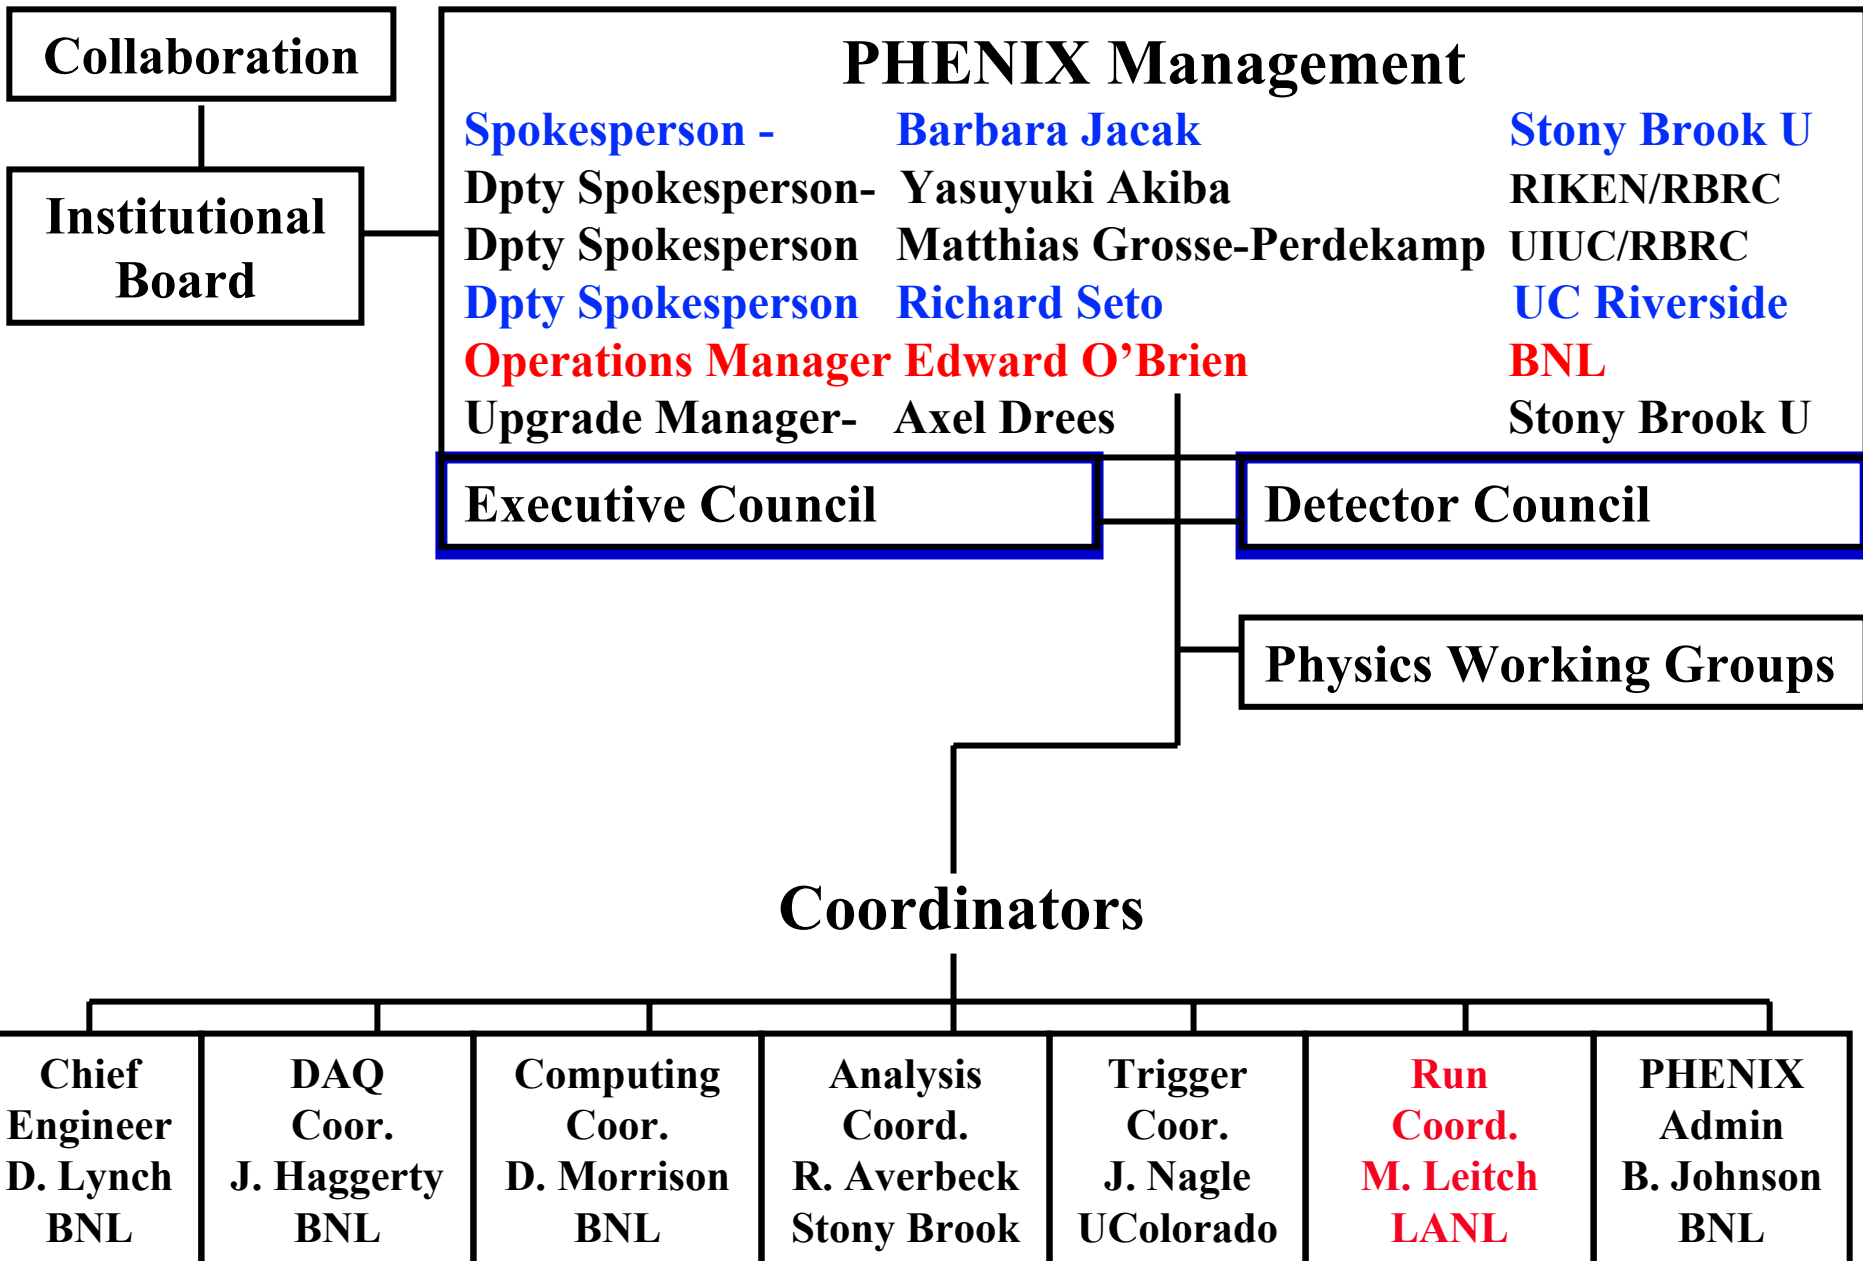 Collaboration
Institutional
Board
PHENIX Management
Spokesperson - Barbara Jacak Stony Brook U
Dpty Spokesperson- Yasuyuki Akiba RIKEN/RBRC
Dpty Spokesperson Matthias Grosse-Perdekamp UIUC/RBRC
Dpty Spokesperson Richard Seto UC Riverside
Operations Manager Edward O’Brien BNL
Upgrade Manager- Axel Drees Stony Brook U
Executive Council
Detector Council
Physics Working Groups
Coordinators
Chief
Engineer
D. Lynch
BNL
DAQ
Coor.
J. Haggerty
BNL
Computing
Coor.
D. Morrison
BNL
Analysis
Coord.
R. Averbeck
Stony Brook
Trigger
Coor.
J. Nagle
UColorado
Run
Coord.
M. Leitch
LANL
PHENIX
Admin
B. Johnson
BNL